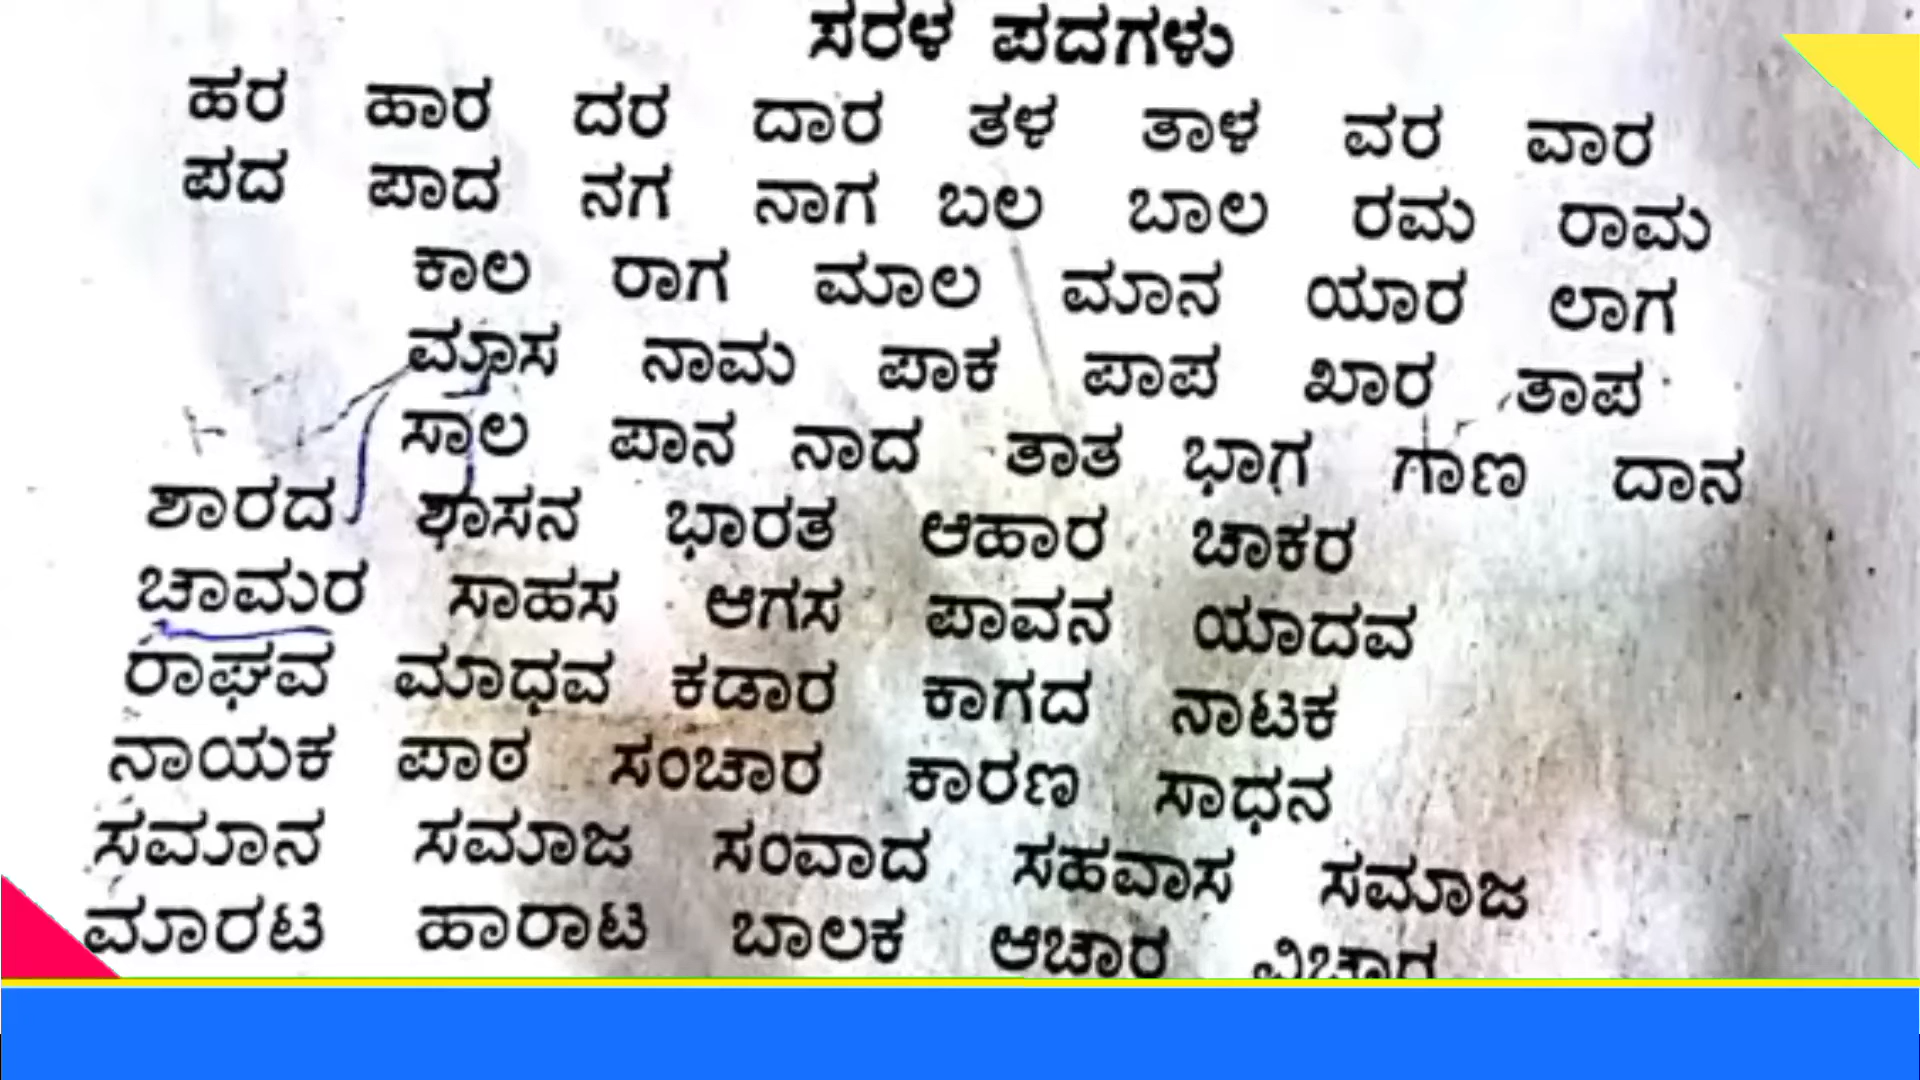 ಸರಳ ಪದಗಳು
ಹರ ಹಾರ ದರ ದಾರ ತಳ ತಾಳ ವರ ವಾರ
ಪದ ಪಾದ ನಗ ನಾಗ ಬಲ ಬಾಲ ರಮ ರಾಮ
ಕಾಲ ರಾಗ ಮಾಲ ಮಾನ ಯಾರ ಲಾಗ
ಮಾಸ ನಾಮ ಪಾಕ ಪಾಪ ಖಾರ ತಾಪ
ಸಾಲ ಪಾನ ನಾದ ತಾತ ಭಾಗ ಗಾಣ ದಾನ
ಶಾರದ ಶಾಸನ ಭಾರತ ಆಹಾರ ಚಾಕರ
ಚಾಮರ ಸಾಹಸ ಆಗಸ ಪಾವನ ಯಾದವ
ರಾಘವ ಮಾಧವ ಕಡಾರ ಕಾಗದ ನಾಟಕ
ನಾಯಕ ಪಾಠ ಸಂಚಾರ ಕಾರಣ ಸಾಧನ
ಸಮಾನ ಸಮಾಜ ಸಂವಾದ ಸಹವಾಸ ಸಮಾಜ
ಮಾರಟ ಹಾರಾಟ ಬಾಲಕ ಆಚಾರ ವಿಚಾರ